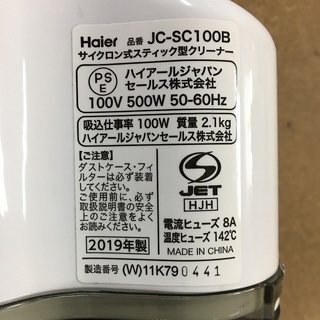 Haier 品番 JC-SC100B
サイクロン式スティック型クリーナー
PS
E
ハイアールジャパン
セールス株式会社
100V 500W 50-60Hz
吸込仕事率 100W 質量 2.1kg
ハイアールジャパンセールス株式会社
【ご注意】
ダストケース・フィ
ルターは必ず装着
してください。
ご使用前に、必ず
取扱説明書の安全
上のご注意をよく
お読みください。
2019年製
S
JET
HJH
電流ヒューズ 8A
温度ヒューズ 142℃
MADE IN CHINA
製造番号 (W)11K790441